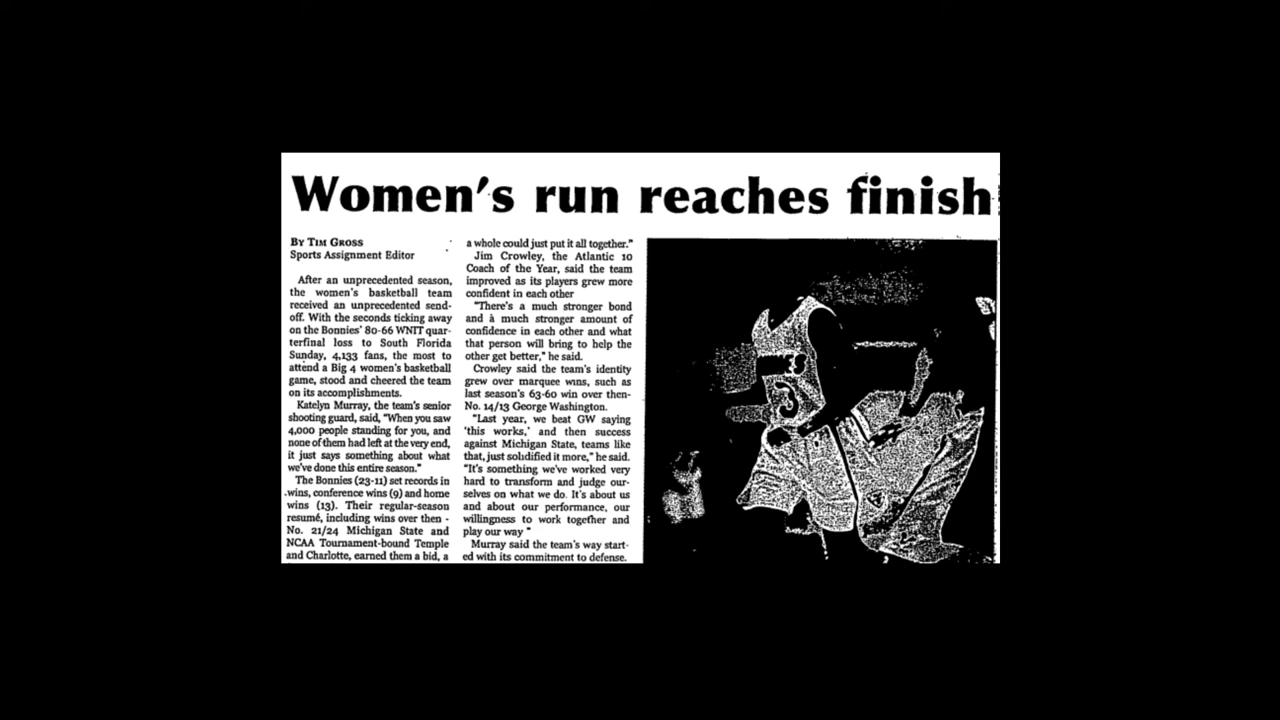 Women's run reaches finish
BY TIM GROSS
Sports Assignment Editor
After an unprecedented season,
the women's basketball team
received an unprecedented send-
off. With the seconds ticking away
on the Bonnies' 80-66 WNIT quar-
terfinal loss to South Florida
Sunday, 4,133 fans, the most to
attend a Big 4 women's basketball
game, stood and cheered the team
on its accomplishments.
Katelyn Murray, the team's senior
shooting guard, said, "When you saw
4,000 people standing for you, and
none of them had left at the very end,
it just says something about what
we've done this entire season."
The Bonnies (23-11) set records in
wins, conference wins (9) and home
wins (13). Their regular-season
resumé, including wins over then -
No. 21/24 Michigan State and
NCAA Tournament-bound Temple
and Charlotte, earned them a bid, a
a whole could just put it all together."
Jim Crowley, the Atlantic 10
Coach of the Year, said the team
improved as its players grew more
confident in each other
"There's a much stronger bond
and à much stronger amount of
confidence in each other and what
that person will bring to help the
other get better," he said.
Crowley said the team's identity
grew over marquee wins, such as
last season's 63-60 win over then-
No. 14/13 George Washington.
"Last year, we beat GW saying
'this works,' and then success
against Michigan State, teams like
that, just solidified it more," he said.
"It's something we've worked very
hard to transform and judge our-
selves on what we do. It's about us
and about our performance, our
willingness to work together and
play our way "
Murray said the team's way start-
ed with its commitment to defense.